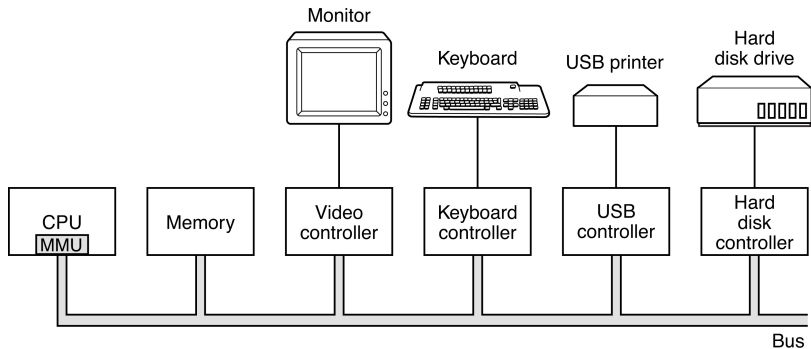 Monitor
Keyboard
USB printer
Hard
disk drive
CPU
MMU
Memory
Video
controller
Keyboard
controller
USB
controller
Hard
disk
controller
Bus